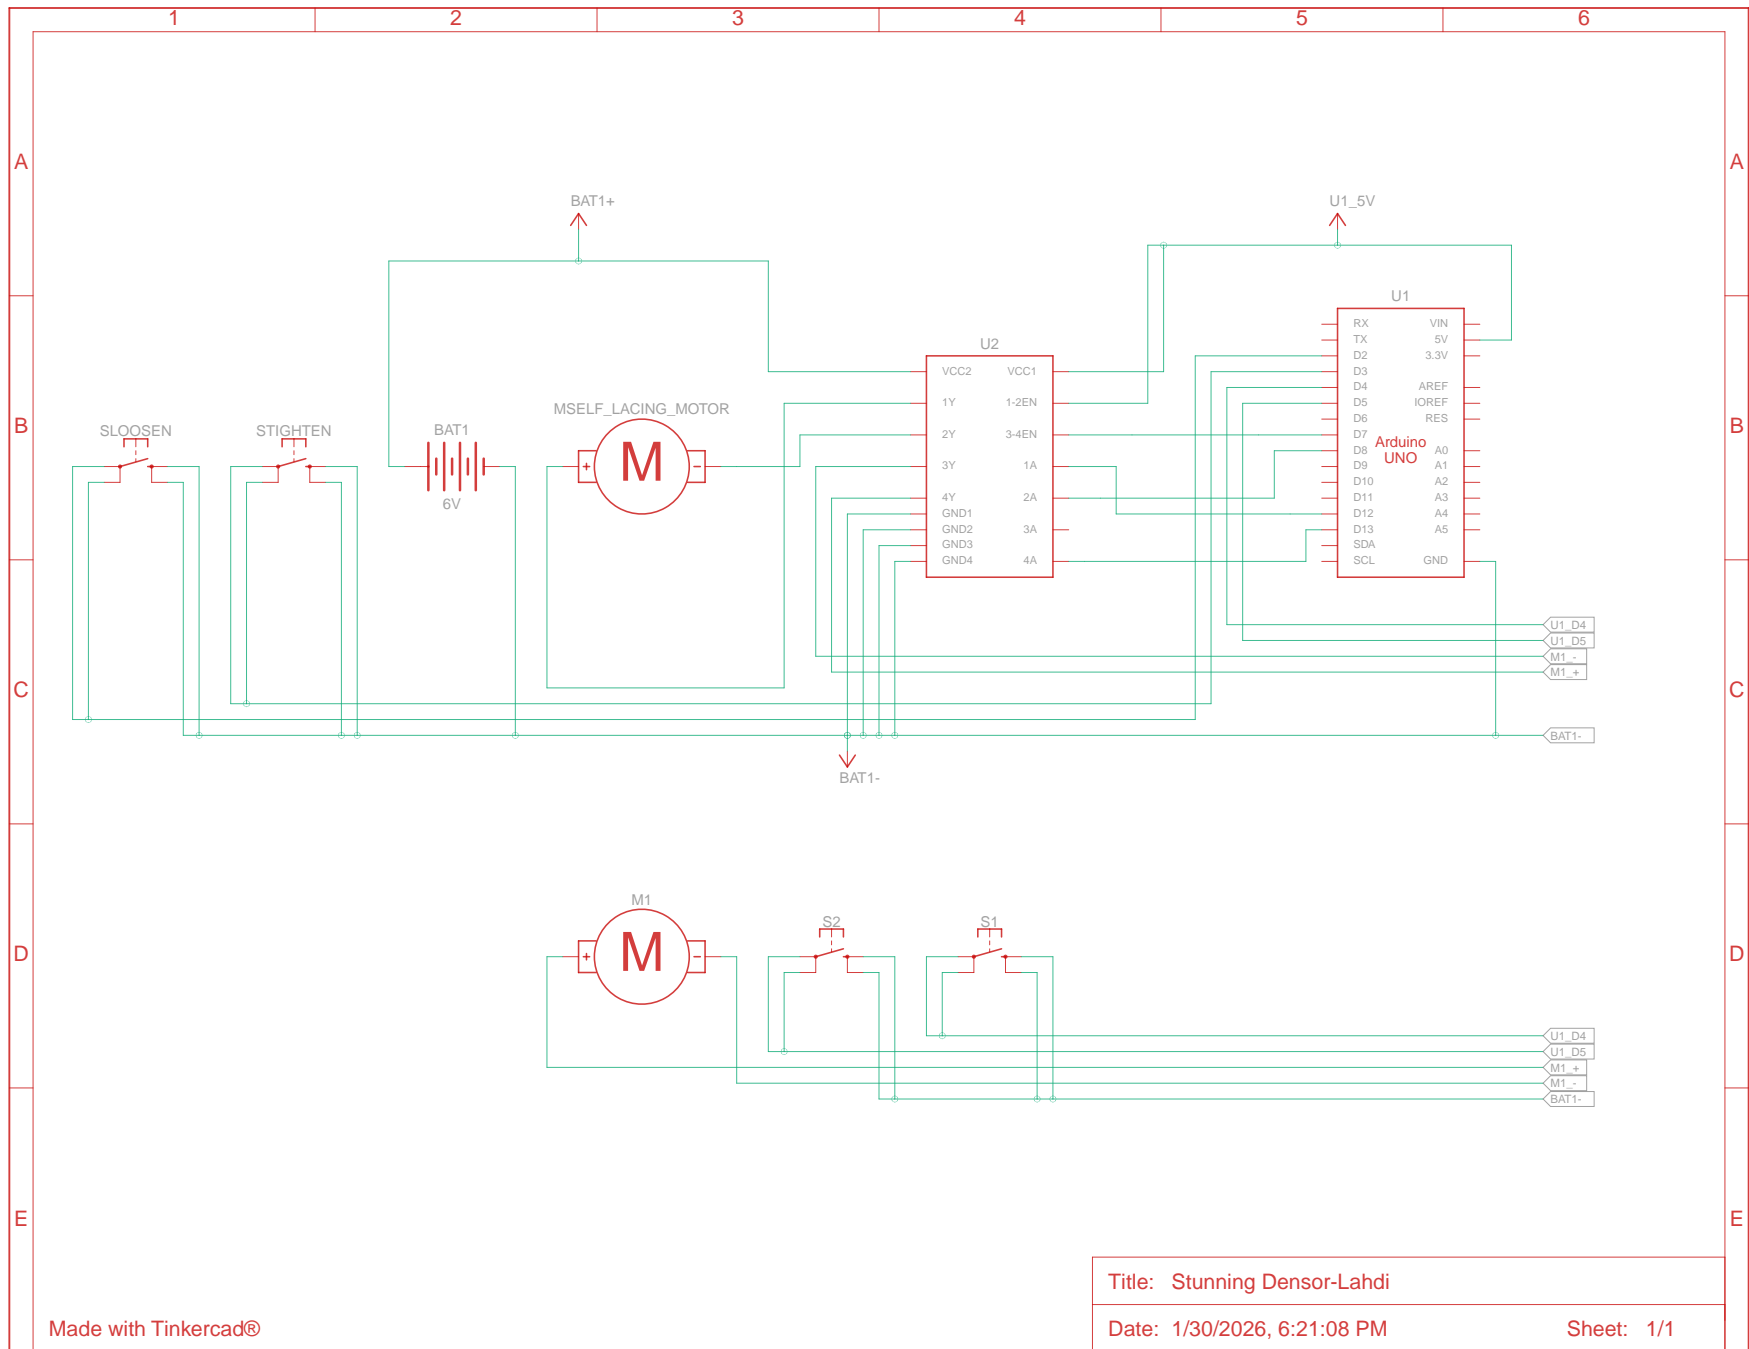 1 2 3 4 5 6
A A
BAT1+ U1_5V
U1
U2
RX VIN
TX 5V
D2 3.3V
D3
D4 AREF
D5 IOREF
D6 RES
D7
D8 A0
D9 A1
D10 A2
D11 A3
D12 A4
D13 A5
SDA
SCL GND
Arduino
UNO
VCC2 VCC1
1Y 1-2EN
2Y 3-4EN
3Y 1A
4Y 2A
GND1
GND2 3A
GND3
GND4 4A
MSELF_LACING_MOTOR
+ M -
B B
SLOOSEN STIGHTEN BAT1
6V
U1_D4
U1_D5
M1_-
M1_+
C C
BAT1-
BAT1-
M1
+ M -
S2 S1
D D
U1_D4
U1_D5
M1_+
M1_-
BAT1-
E E
Title: Stunning Densor-Lahdi
Made with Tinkercad®
Date: 1/30/2026, 6:21:08 PM Sheet: 1/1